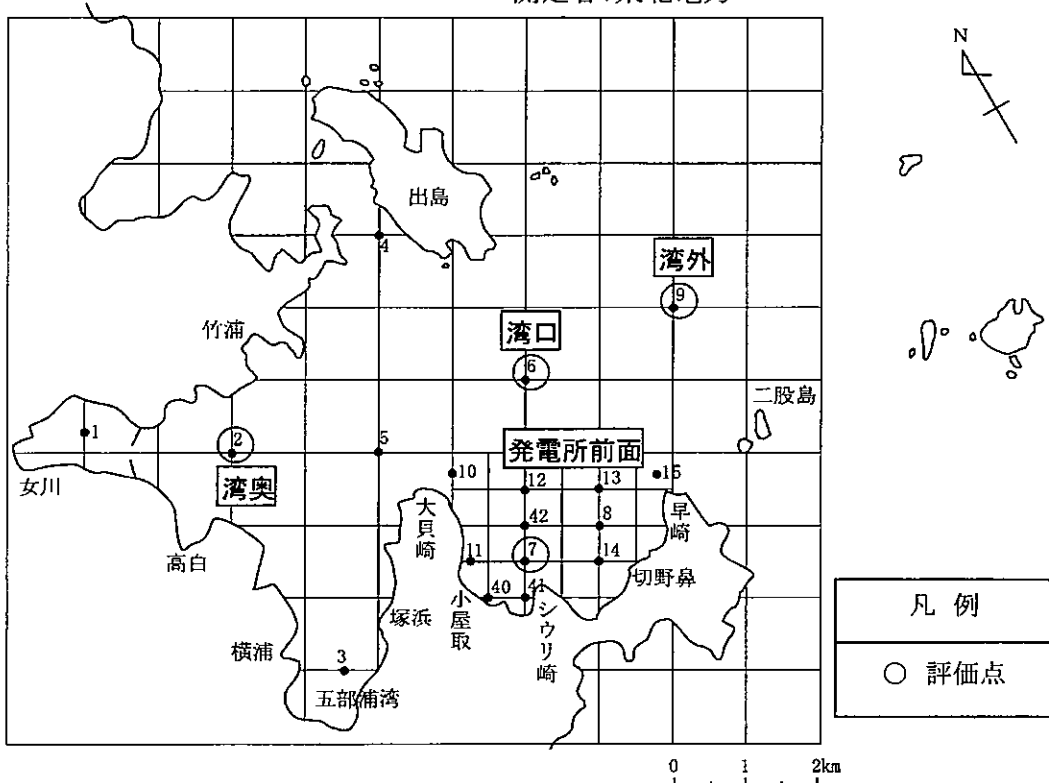 N
出島
4
湾外
9
竹浦
湾口
6
二股島
1
2
5
発電所前面
女川
湾奥
10
12
13
15
大貝崎
早崎
42
8
高白
11
7
14
切野鼻
凡 例
40
41
塚浜
小屋取
シウリ崎
横浦
3
五部浦湾
○ 評価点
0 1 2km